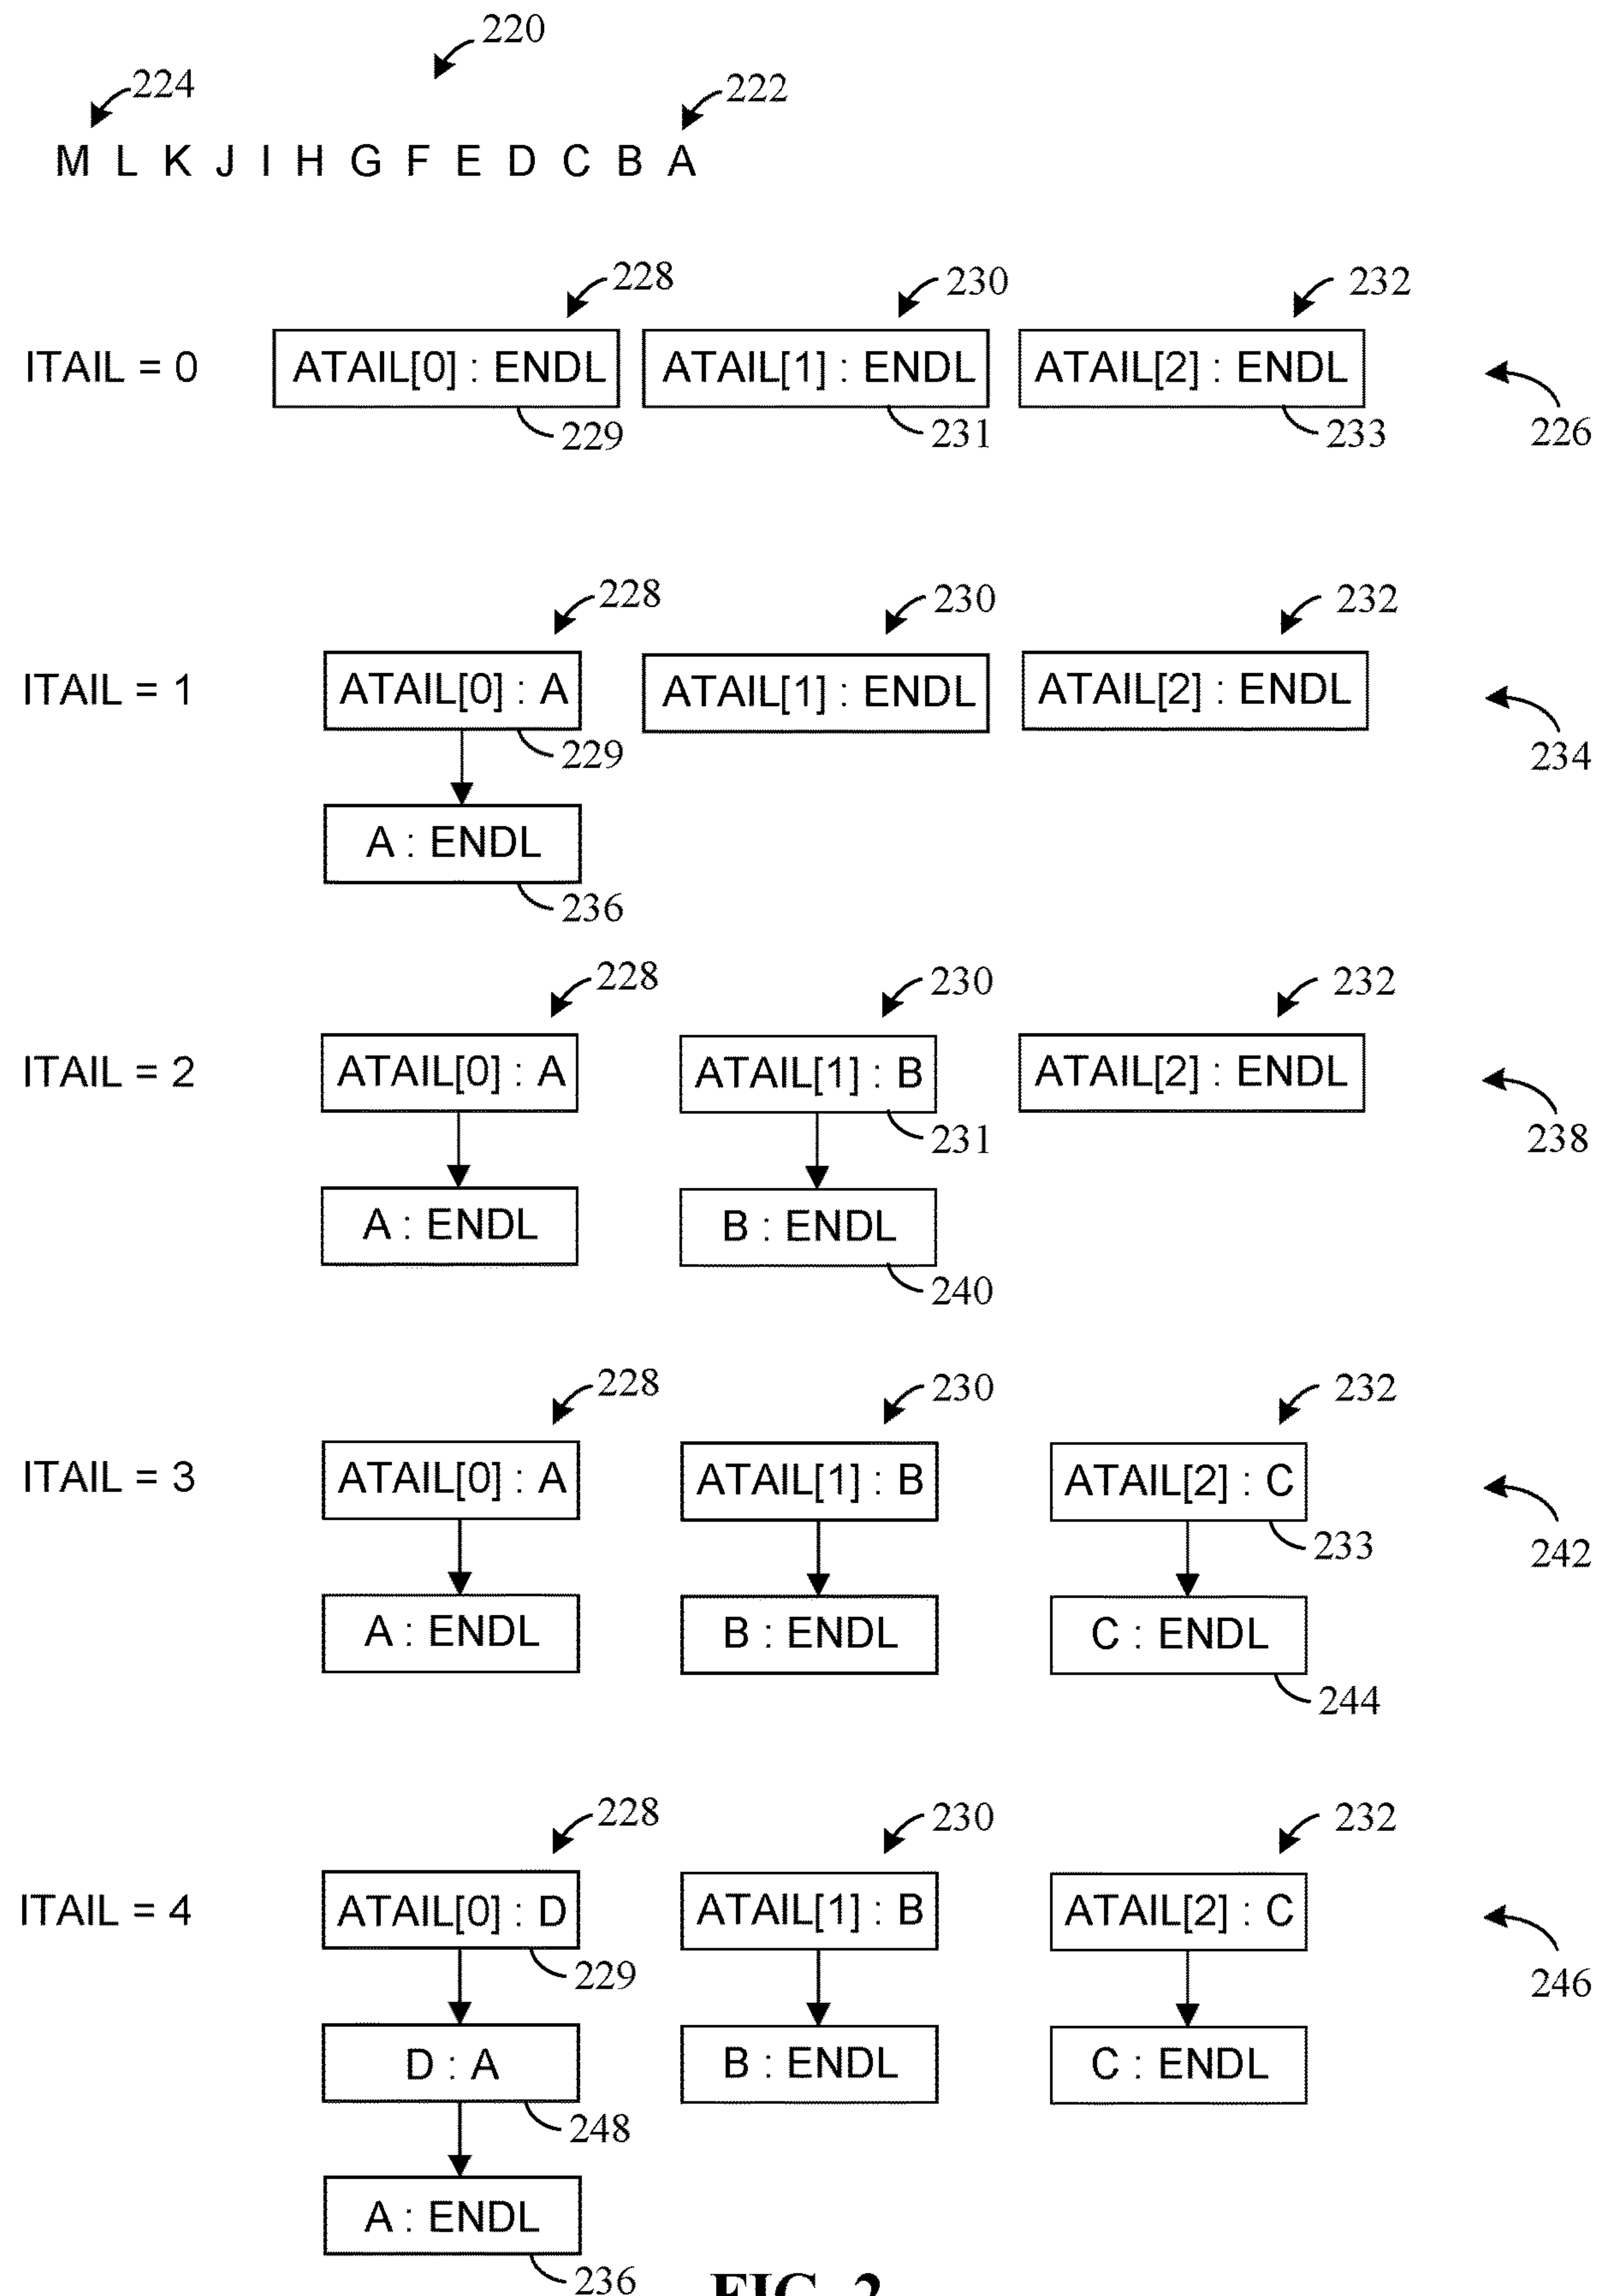 220
224
222
M L K J I H G F E D C B A
228 230 232
ITAIL = 0 ATAIL[0] : ENDL ATAIL[1] : ENDL ATAIL[2] : ENDL
229 231 233 226
228 230 232
ITAIL = 1 ATAIL[0] : A ATAIL[1] : ENDL ATAIL[2] : ENDL
229 234
A : ENDL
236
228 230 232
ITAIL = 2 ATAIL[0] : A ATAIL[1] : B ATAIL[2] : ENDL
231 238
A : ENDL B : ENDL
240
228 230 232
ITAIL = 3 ATAIL[0] : A ATAIL[1] : B ATAIL[2] : C
233 242
A : ENDL B : ENDL C : ENDL
244
228 230 232
ITAIL = 4 ATAIL[0] : D ATAIL[1] : B ATAIL[2] : C
229 246
D : A B : ENDL C : ENDL
248
A : ENDL
236
FIG. 2